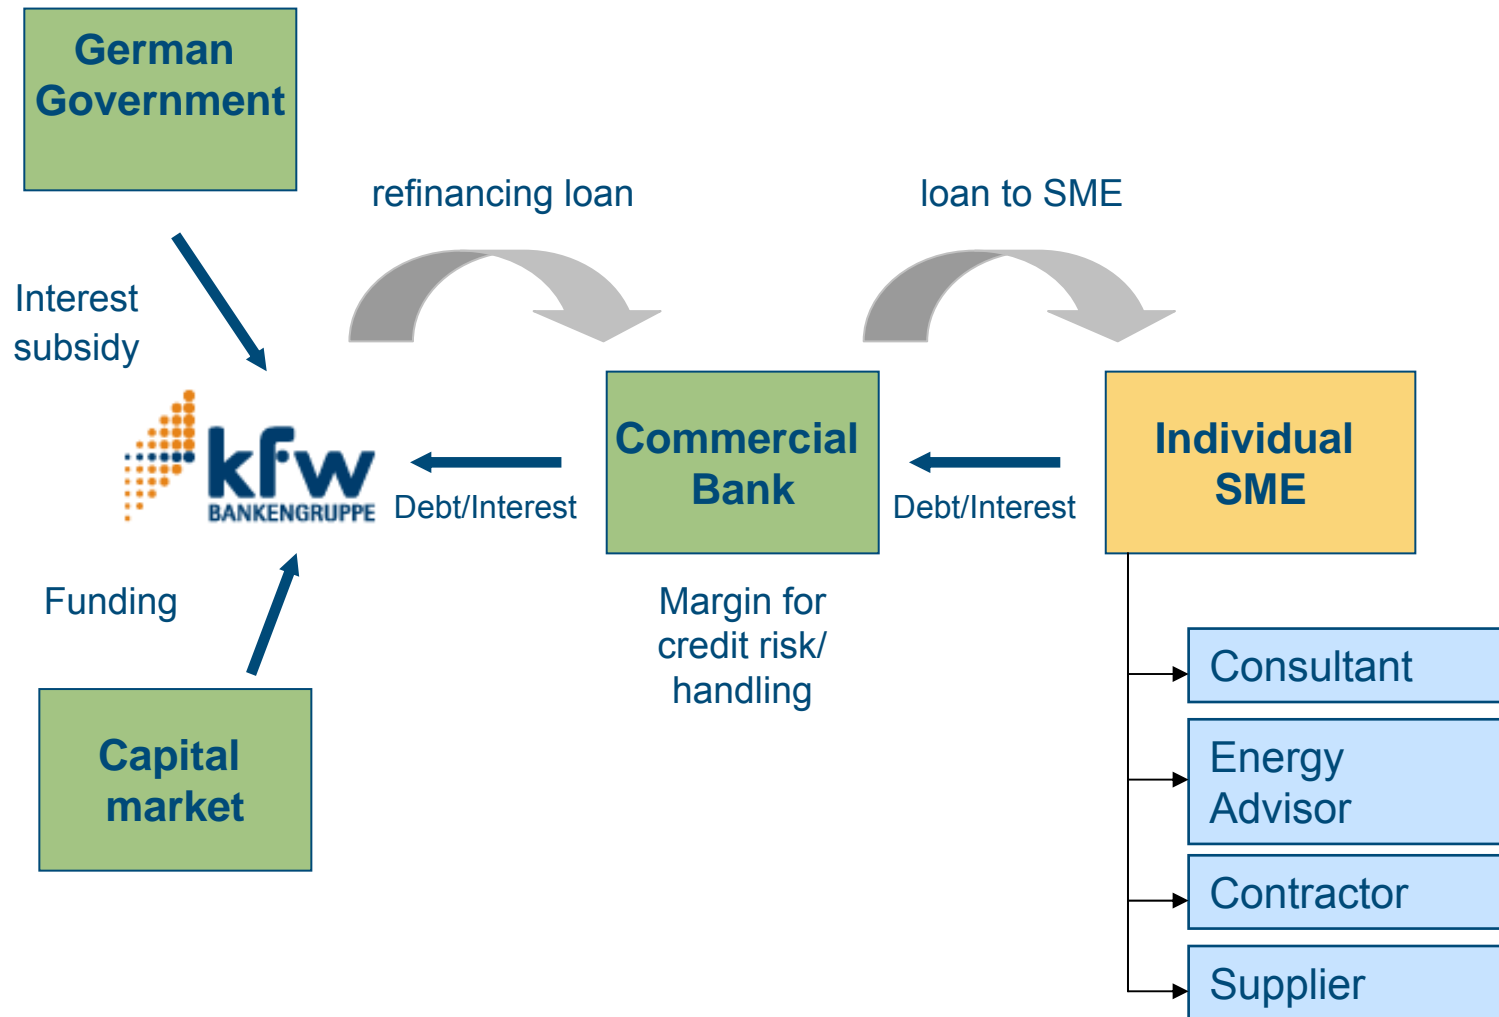 German
Government
refinancing loan
loan to SME
Interest
subsidy
kfw
BANKENGRUPPE
Debt/Interest
Commercial
Bank
Debt/Interest
Individual
SME
Funding
Margin for
credit risk/
handling
Capital
market
Consultant
Energy
Advisor
Contractor
Supplier